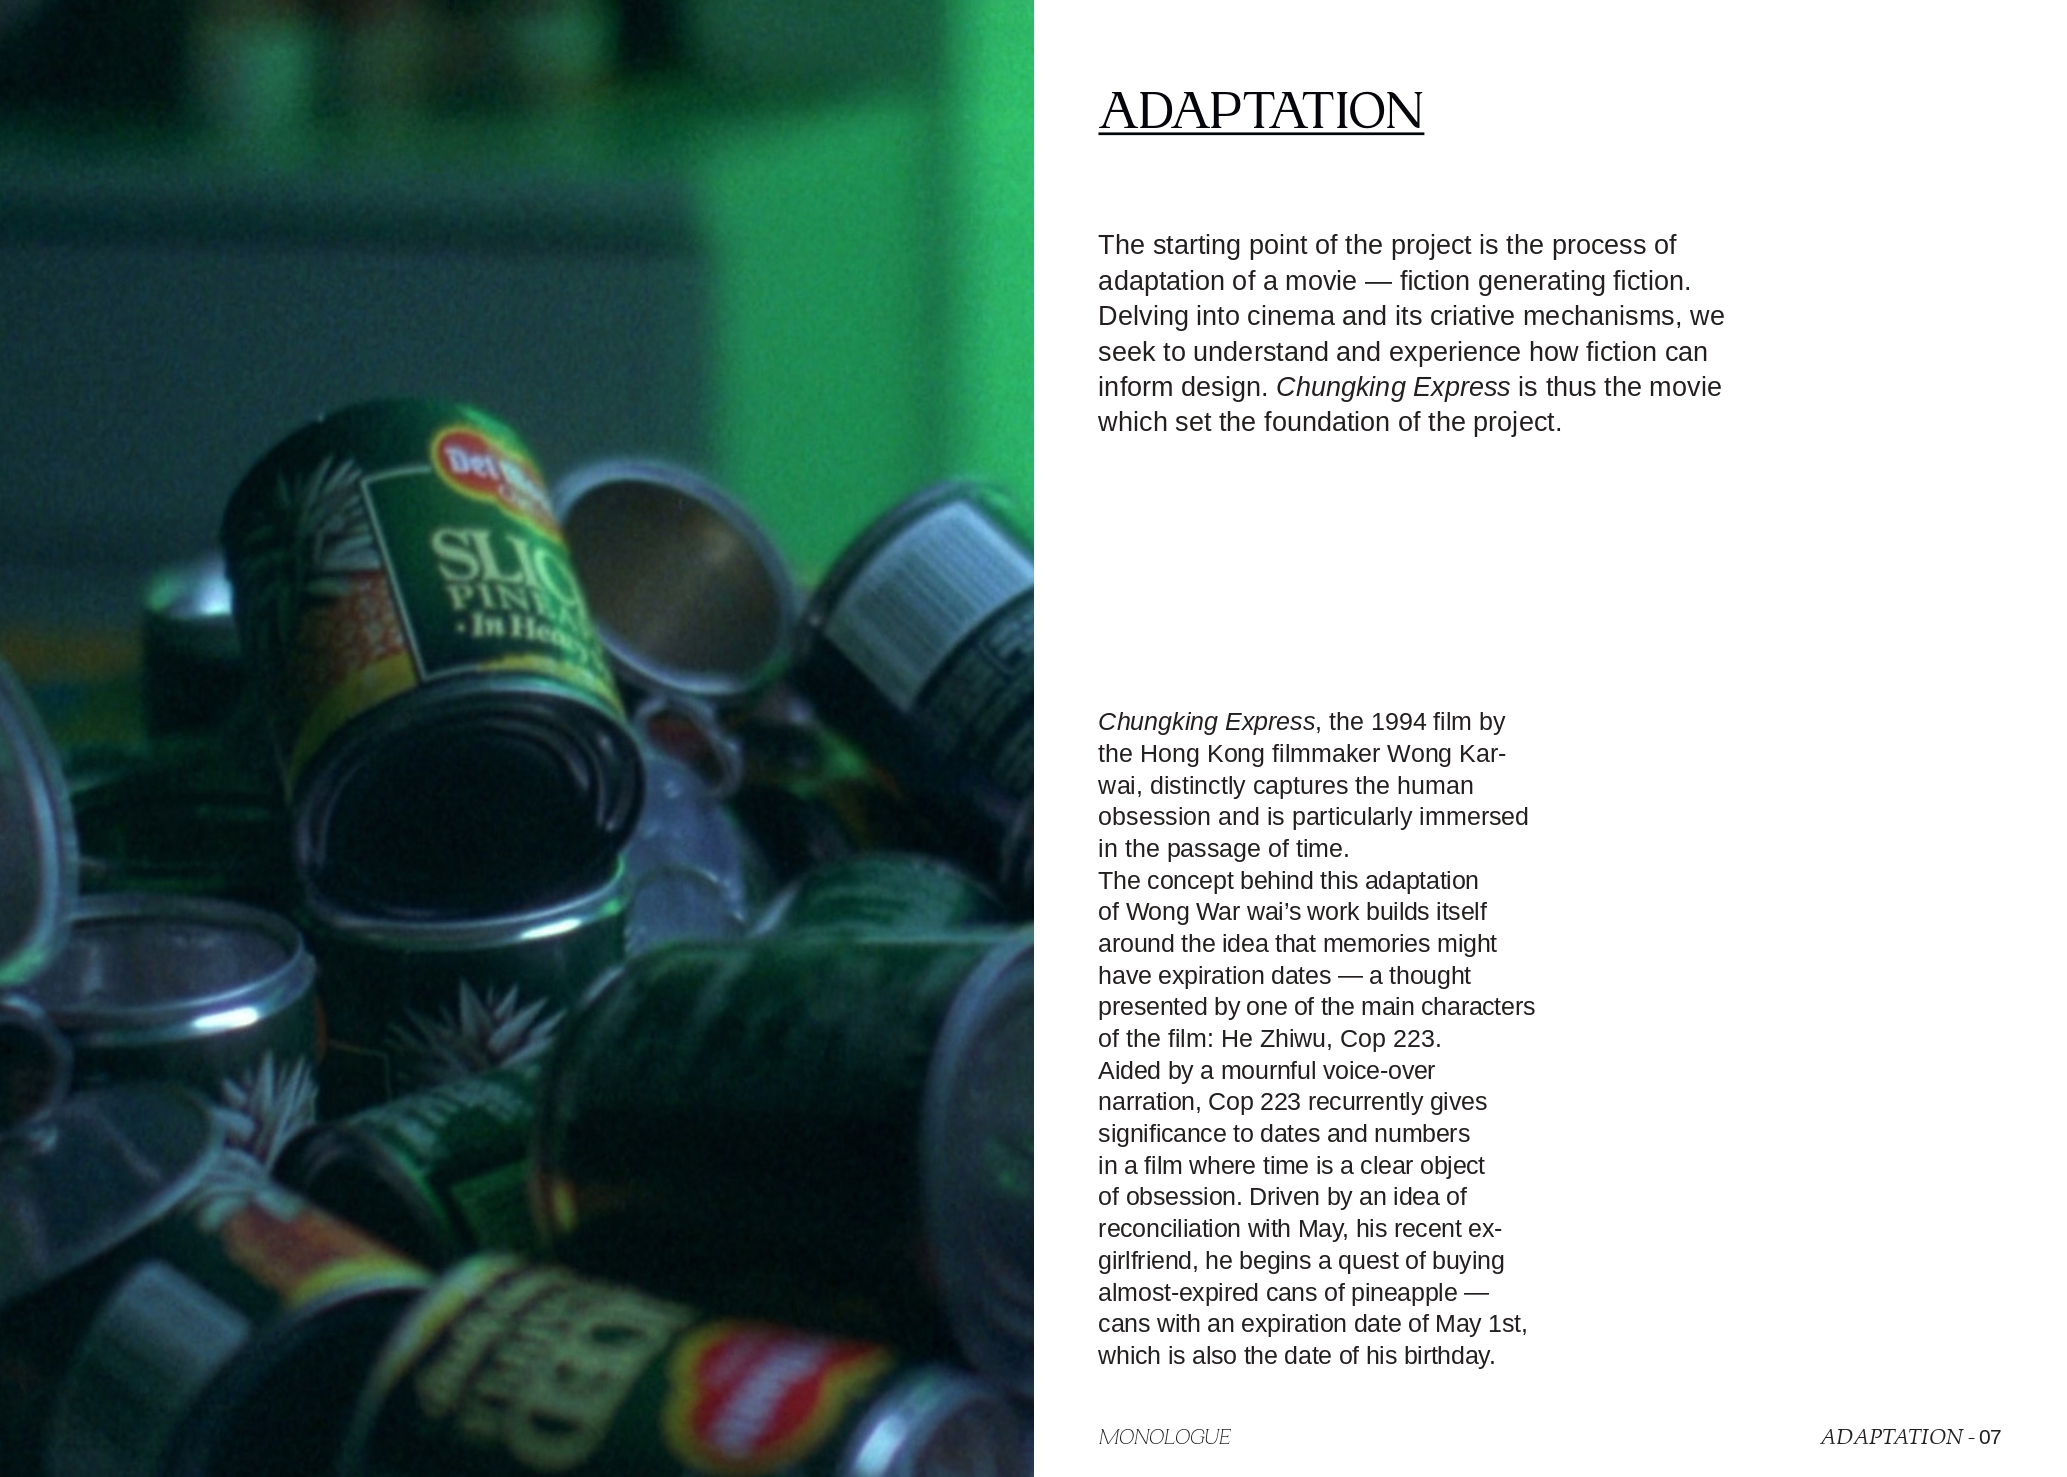 Del
SLIC
PINEA
· In Hea
ADAPTATION
The starting point of the project is the process of
adaptation of a movie — fiction generating fiction.
Delving into cinema and its criative mechanisms, we
seek to understand and experience how fiction can
inform design. Chungking Express is thus the movie
which set the foundation of the project.
Chungking Express, the 1994 film by
the Hong Kong filmmaker Wong Kar-
wai, distinctly captures the human
obsession and is particularly immersed
in the passage of time.
The concept behind this adaptation
of Wong War wai’s work builds itself
around the idea that memories might
have expiration dates — a thought
presented by one of the main characters
of the film: He Zhiwu, Cop 223.
Aided by a mournful voice-over
narration, Cop 223 recurrently gives
significance to dates and numbers
in a film where time is a clear object
of obsession. Driven by an idea of
reconciliation with May, his recent ex-
girlfriend, he begins a quest of buying
almost-expired cans of pineapple —
cans with an expiration date of May 1st,
which is also the date of his birthday.
MONOLOGUE
ADAPTATION - 07